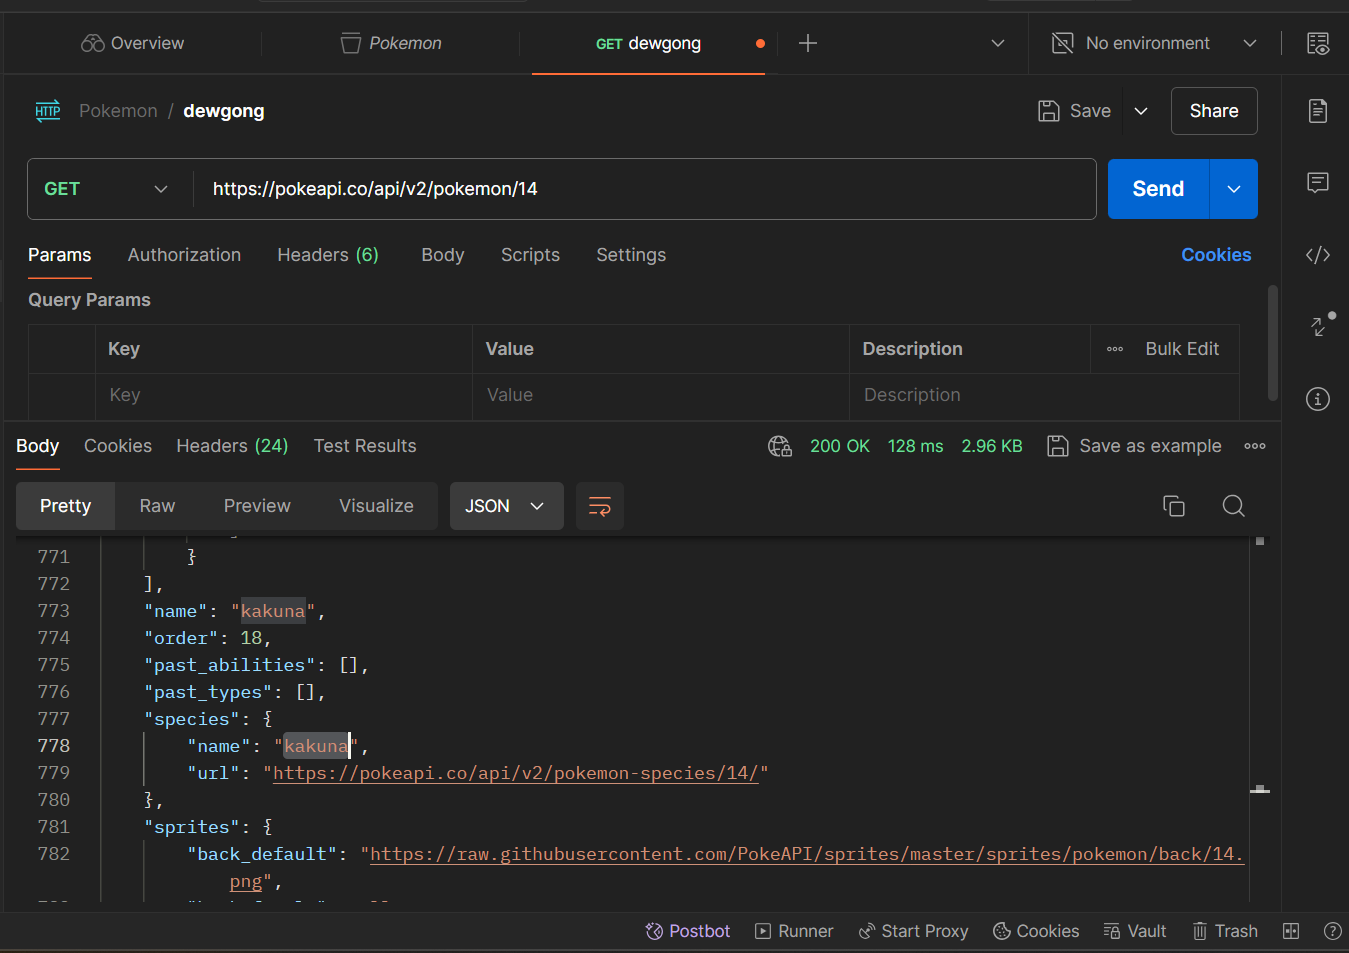 Overview Pokemon GET dewgong No environment
HTTP Pokemon / dewgong Save Share
GET https://pokeapi.co/api/v2/pokemon/14 Send
Params Authorization Headers (6) Body Scripts Settings Cookies
Query Params
Key Value Description Bulk Edit
Key Value Description
Body Cookies Headers (24) Test Results 200 OK 128 ms 2.96 KB Save as example
Pretty Raw Preview Visualize JSON
771 }
772 ],
773 "name": "kakuna",
774 "order": 18,
775 "past_abilities": [],
776 "past_types": [],
777 "species": {
778 "name": "kakuna",
779 "url": "https://pokeapi.co/api/v2/pokemon-species/14/"
780 },
781 "sprites": {
782 "back_default": "https://raw.githubusercontent.com/PokeAPI/sprites/master/sprites/pokemon/back/14.
png",
Postbot Runner Start Proxy Cookies Vault Trash